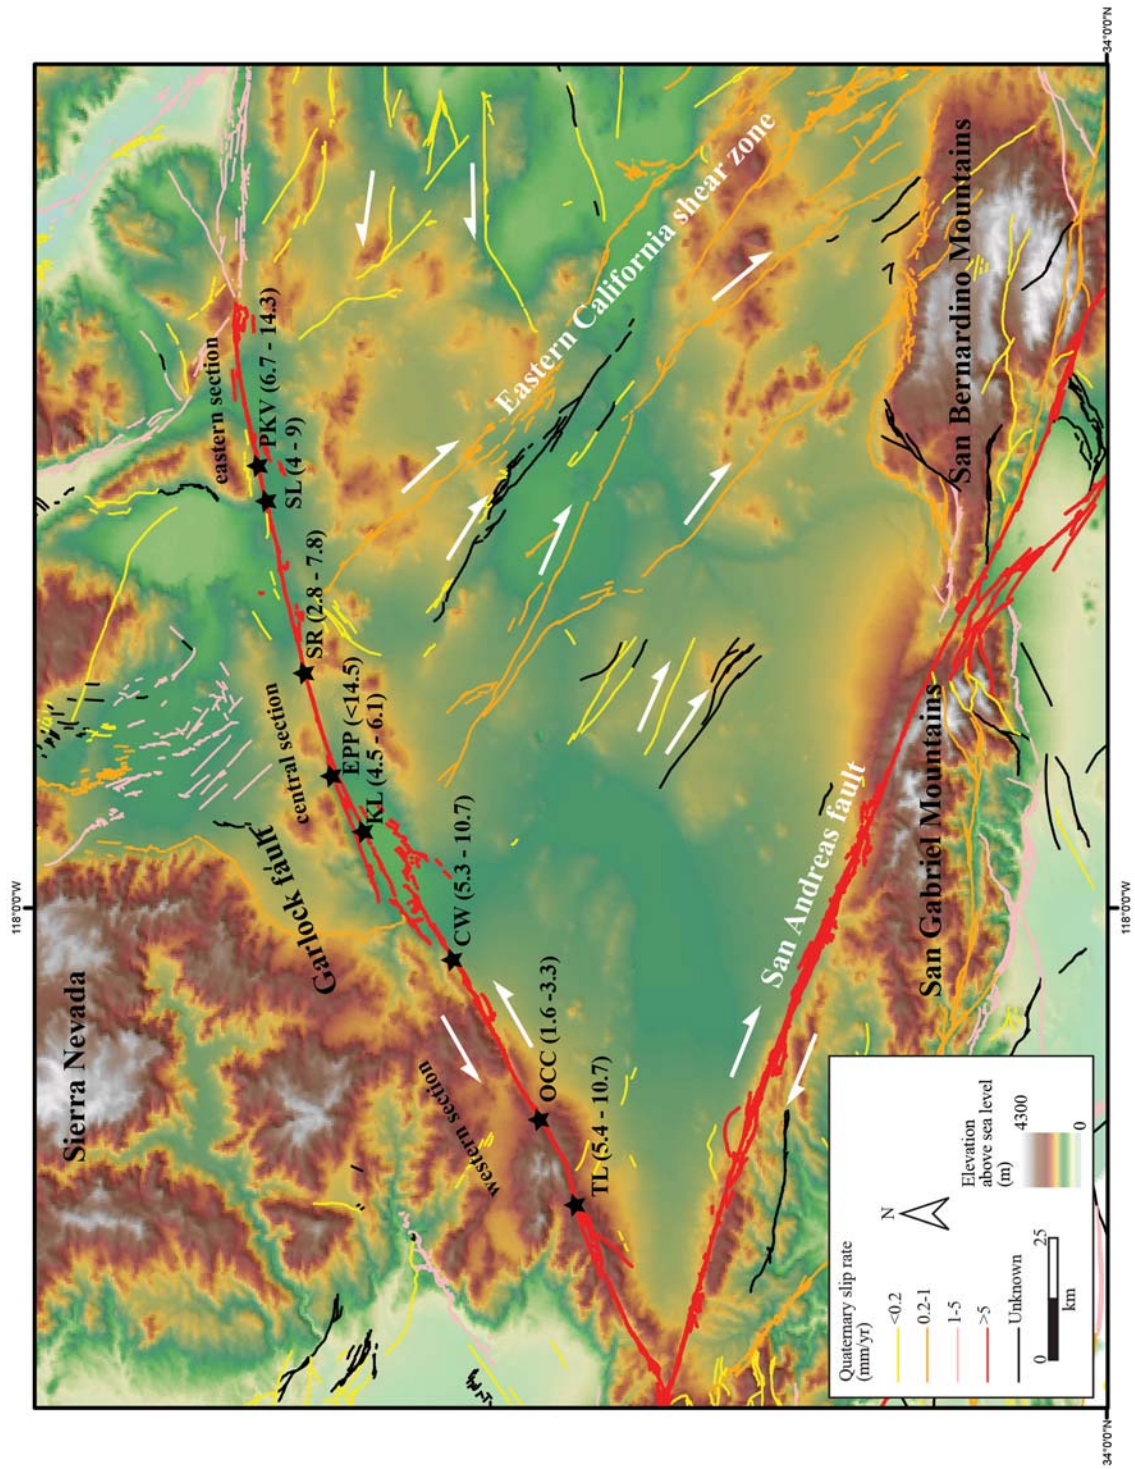 118°0'0"W
Sierra Nevada
Garlock fault
western section
central section
eastern section
TL (5.4 - 10.7)
OCC (1.6 -3.3)
CW (5.3 - 10.7)
KL (4.5 - 6.1)
EPP (<14.5)
SR (2.8 - 7.8)
SL (4 - 9)
PKV (6.7 - 14.3)
Eastern California shear zone
San Andreas fault
San Gabriel Mountains
San Bernardino Mountains
Quaternary slip rate
(mm/yr)
<0.2
0.2-1
1-5
>5
Unknown
N
0
25
km
Elevation
above sea level
(m)
4300
0
34°0'0"N
118°0'0"W
34°0'0"N